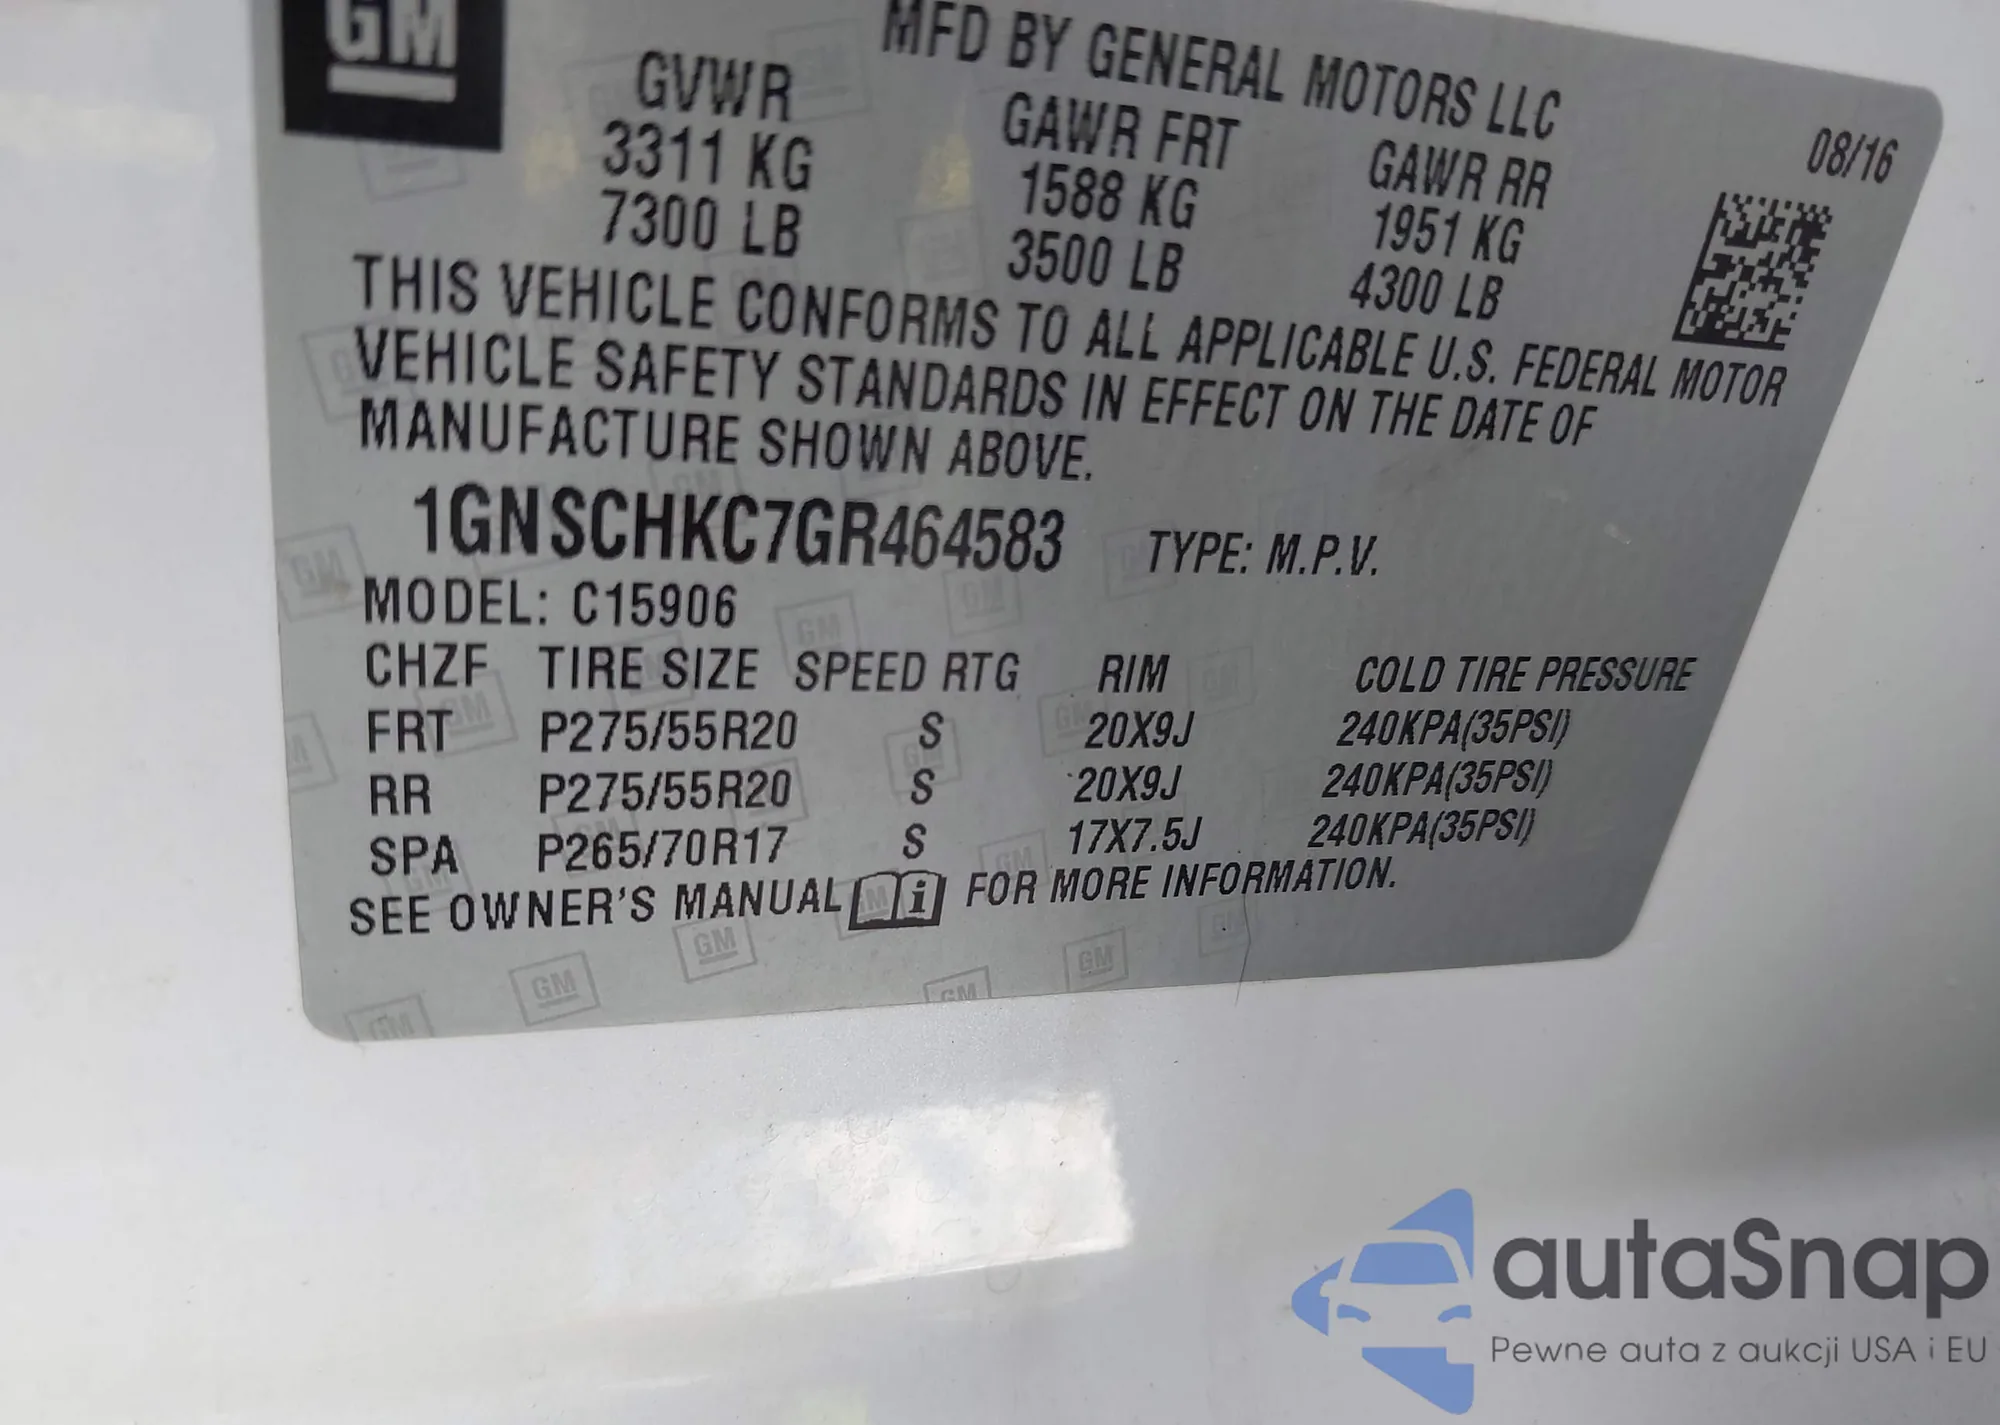 GM
MFD BY GENERAL MOTORS LLC
08/16
GVWR GAWR FRT GAWR RR
3311 KG 1588 KG 1951 KG
7300 LB 3500 LB 4300 LB
THIS VEHICLE CONFORMS TO ALL APPLICABLE U.S. FEDERAL MOTOR
VEHICLE SAFETY STANDARDS IN EFFECT ON THE DATE OF
MANUFACTURE SHOWN ABOVE.
1GNSCHKC7GR464583 TYPE: M.P.V.
MODEL: C15906
CHZF TIRE SIZE SPEED RTG RIM COLD TIRE PRESSURE
FRT P275/55R20 S 20X9J 240KPA(35PSI)
RR P275/55R20 S 20X9J 240KPA(35PSI)
SPA P265/70R17 S 17X7.5J 240KPA(35PSI)
SEE OWNER'S MANUAL i FOR MORE INFORMATION.
autaSnap
Pewne auta z aukcji USA i EU